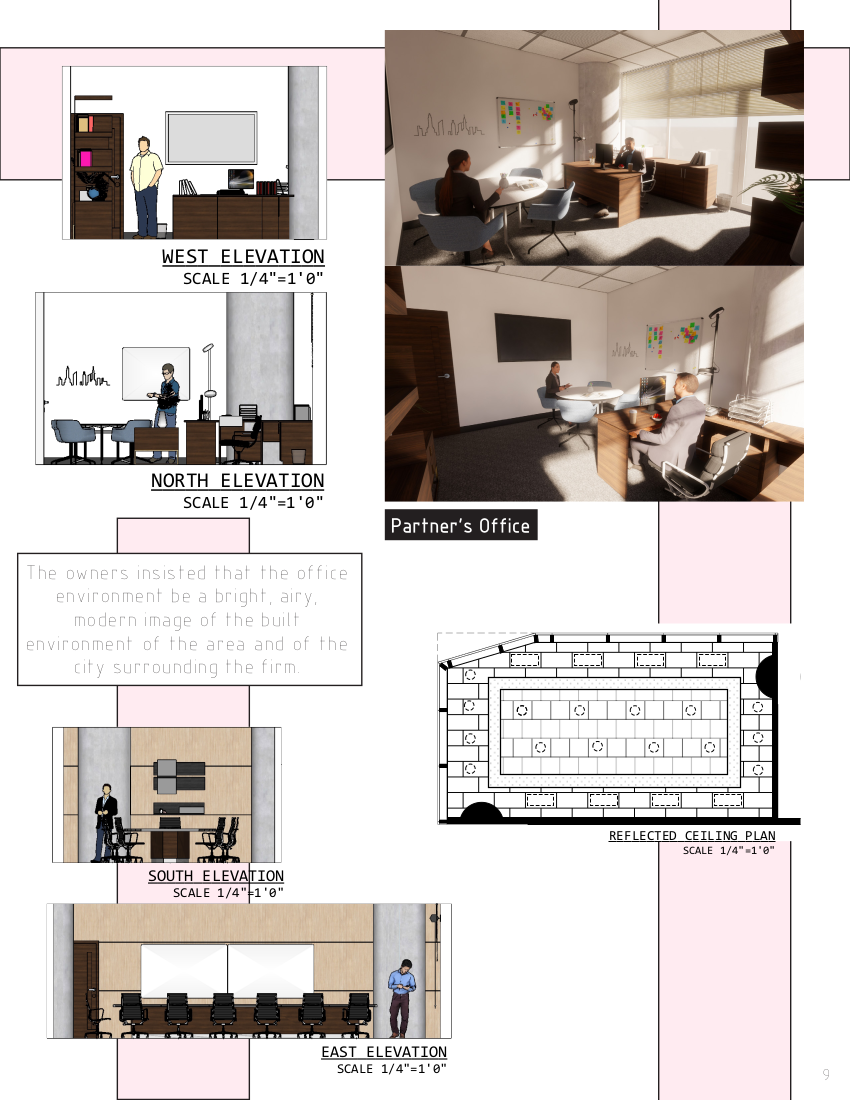 WEST ELEVATION
SCALE 1/4"=1'0"
NORTH ELEVATION
SCALE 1/4"=1'0"
Partner's Office
The owners insisted that the office
environment be a bright, airy,
modern image of the built
environment of the area and of the
city surrounding the firm.
REFLECTED CEILING PLAN
SCALE 1/4"=1'0"
SOUTH ELEVATION
SCALE 1/4"=1'0"
EAST ELEVATION
SCALE 1/4"=1'0"
9